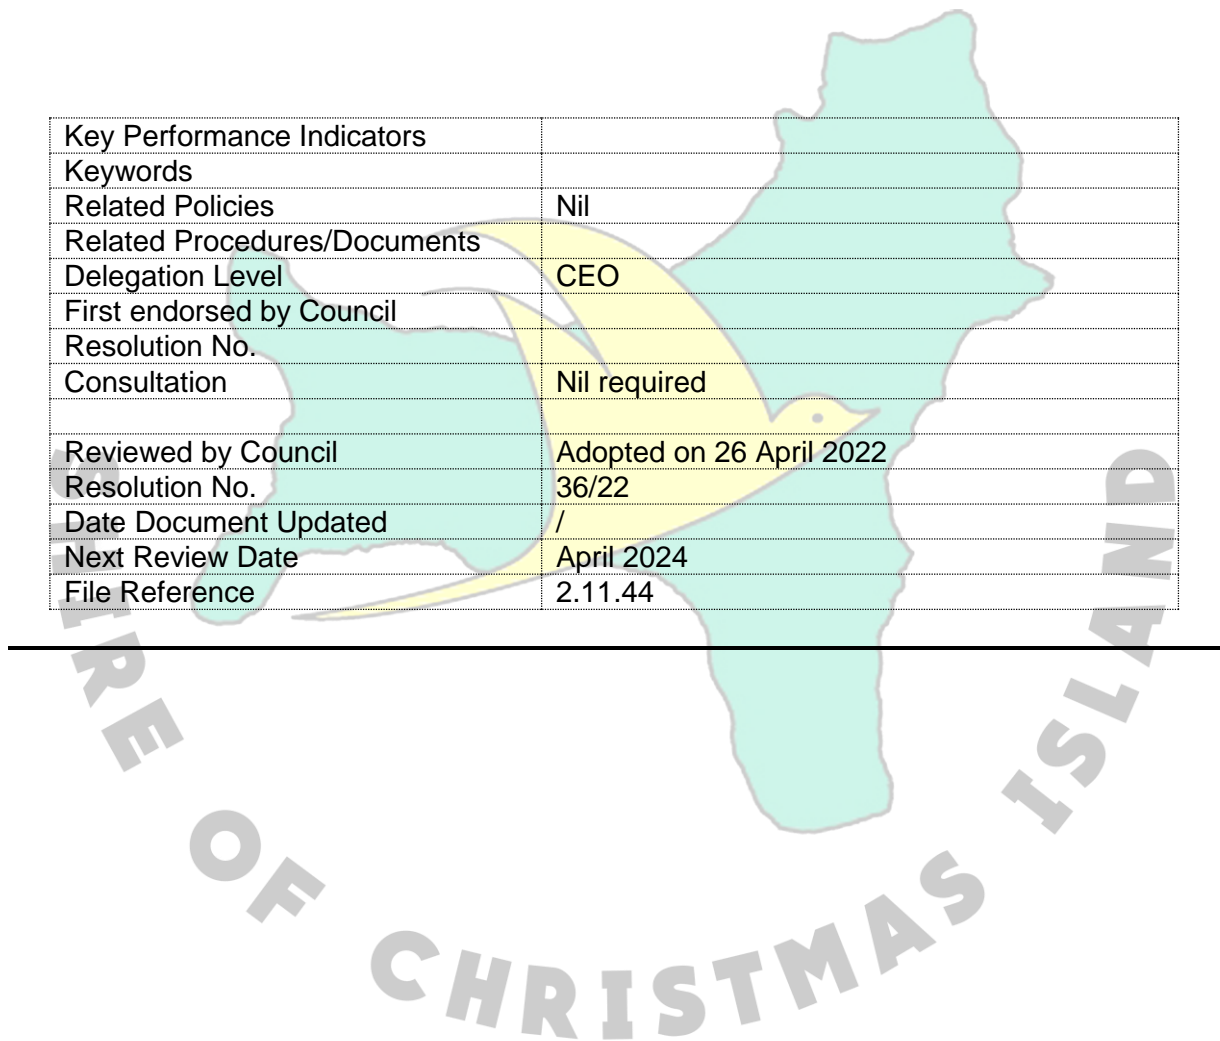 Key Performance Indicators
Keywords
Related Policies Nil
Related Procedures/Documents
Delegation Level CEO
First endorsed by Council
Resolution No.
Consultation Nil required
Reviewed by Council Adopted on 26 April 2022
Resolution No. 36/22
Date Document Updated /
Next Review Date April 2024
File Reference 2.11.44
SHIRE OF CHRISTMAS ISLAND